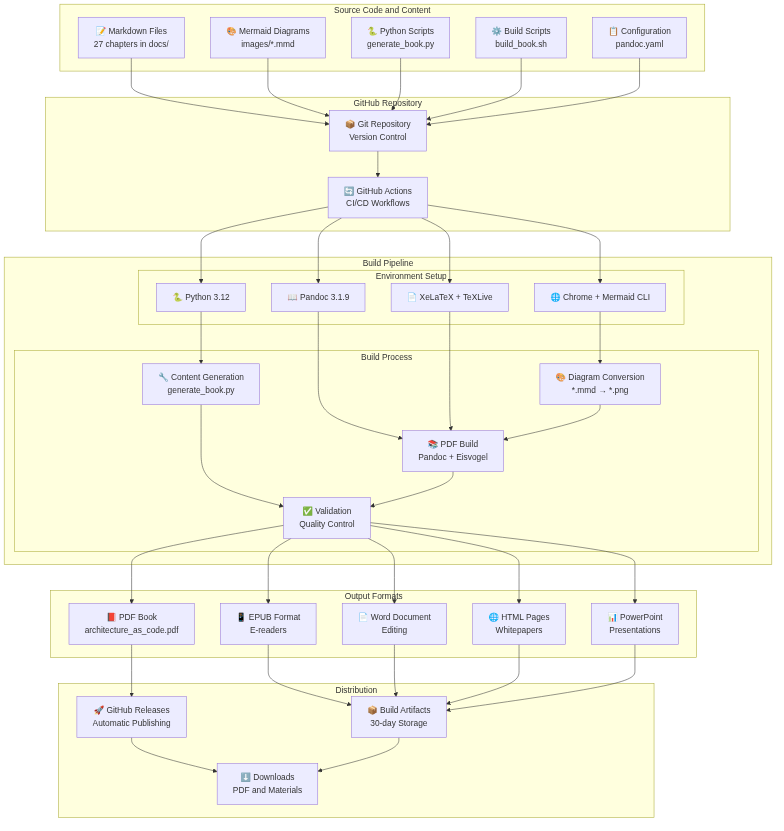 Source Code and Content
📝 Markdown Files
27 chapters in docs/
🎨 Mermaid Diagrams
images/*.mmd
🐍 Python Scripts
generate_book.py
⚙️ Build Scripts
build_book.sh
📋 Configuration
pandoc.yaml
GitHub Repository
📦 Git Repository
Version Control
🔄 GitHub Actions
CI/CD Workflows
Build Pipeline
Environment Setup
🐍 Python 3.12
📖 Pandoc 3.1.9
📄 XeLaTeX + TeXLive
🌐 Chrome + Mermaid CLI
Build Process
🔧 Content Generation
generate_book.py
🎨 Diagram Conversion
*.mmd → *.png
📚 PDF Build
Pandoc + Eisvogel
✅ Validation
Quality Control
Output Formats
📕 PDF Book
architecture_as_code.pdf
📱 EPUB Format
E-readers
📄 Word Document
Editing
🌐 HTML Pages
Whitepapers
📊 PowerPoint
Presentations
Distribution
🚀 GitHub Releases
Automatic Publishing
📦 Build Artifacts
30-day Storage
⬇️ Downloads
PDF and Materials